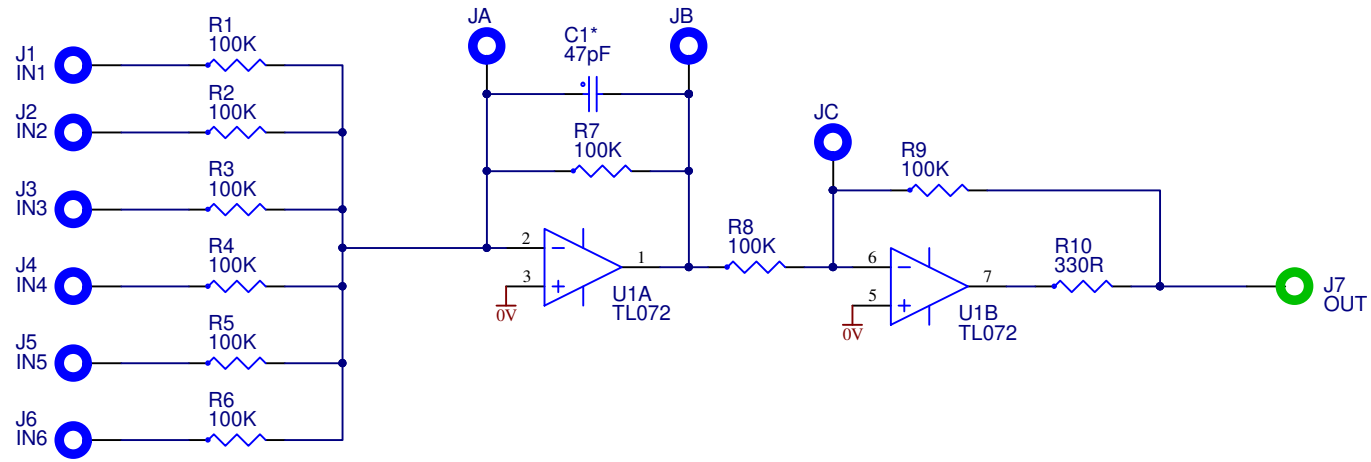 J1
IN1
R1
100K
J2
IN2
R2
100K
J3
IN3
R3
100K
J4
IN4
R4
100K
J5
IN5
R5
100K
J6
IN6
R6
100K
JA
C1*
47pF
JB
R7
100K
2
3
1
0V
U1A
TL072
R8
100K
JC
R9
100K
6
5
7
0V
U1B
TL072
R10
330R
J7
OUT